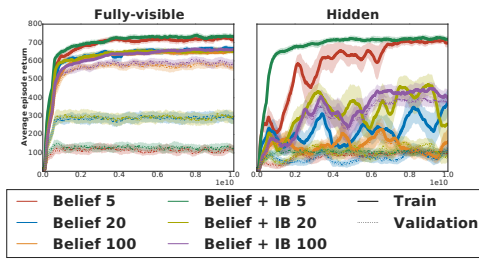 Fully-visible
Hidden
Average episode return
800
700
600
500
400
300
200
100
0.0 0.2 0.4 0.6 0.8 1.0
1e10
0.0 0.2 0.4 0.6 0.8 1.0
1e10
Belief 5 Belief + IB 5 Train
Belief 20 Belief + IB 20 Validation
Belief 100 Belief + IB 100